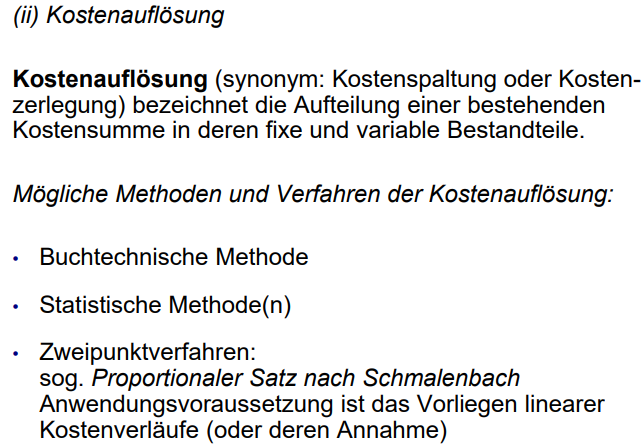 (ii) Kostenauflösung
Kostenauflösung (synonym: Kostenspaltung oder Kosten-
zerlegung) bezeichnet die Aufteilung einer bestehenden
Kostensumme in deren fixe und variable Bestandteile.
Mögliche Methoden und Verfahren der Kostenauflösung:
• Buchtechnische Methode
• Statistische Methode(n)
• Zweipunktverfahren:
sog. Proportionaler Satz nach Schmalenbach
Anwendungsvoraussetzung ist das Vorliegen linearer
Kostenverläufe (oder deren Annahme)